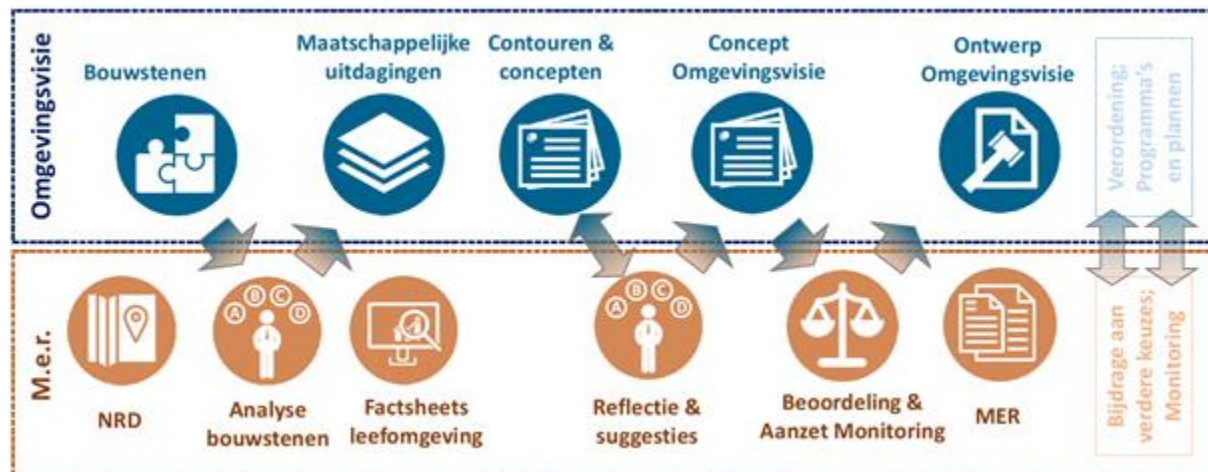 Omgevingsvisie
Bouwstenen
Maatschappelijke
uitdagingen
Contouren &
concepten
Concept
Omgevingsvisie
Ontwerp
Omgevingsvisie
Verordening;
Programma's
en plannen
M.e.r.
NRD
A B C D
Analyse
bouwstenen
Factsheets
leefomgeving
A B C D
Reflectie &
suggesties
Beoordeling &
Aanzet Monitoring
MER
Bijdrage aan
verdere keuzes;
Monitoring